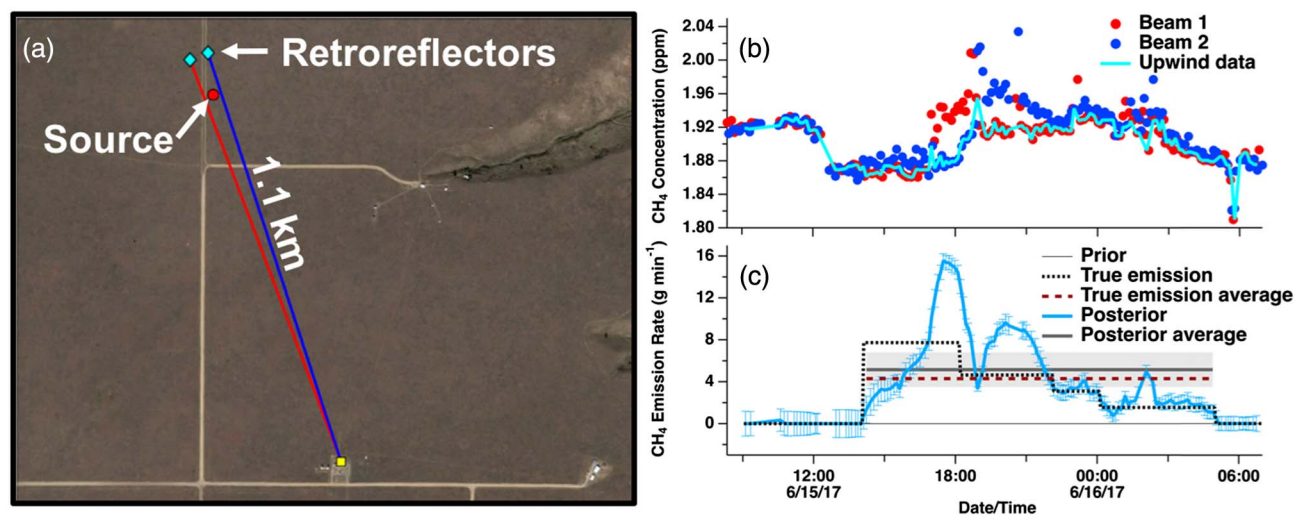 (a)
Retroreflectors
Source
1.1 km
(b)
CH4 Concentration (ppm)
2.04
2.00
1.96
1.92
1.88
1.84
1.80
Beam 1
Beam 2
Upwind data
(c)
CH4 Emission Rate (g min⁻¹)
16
12
8
4
0
Prior
True emission
True emission average
Posterior
Posterior average
12:00
6/15/17
18:00
00:00
6/16/17
06:00
Date/Time